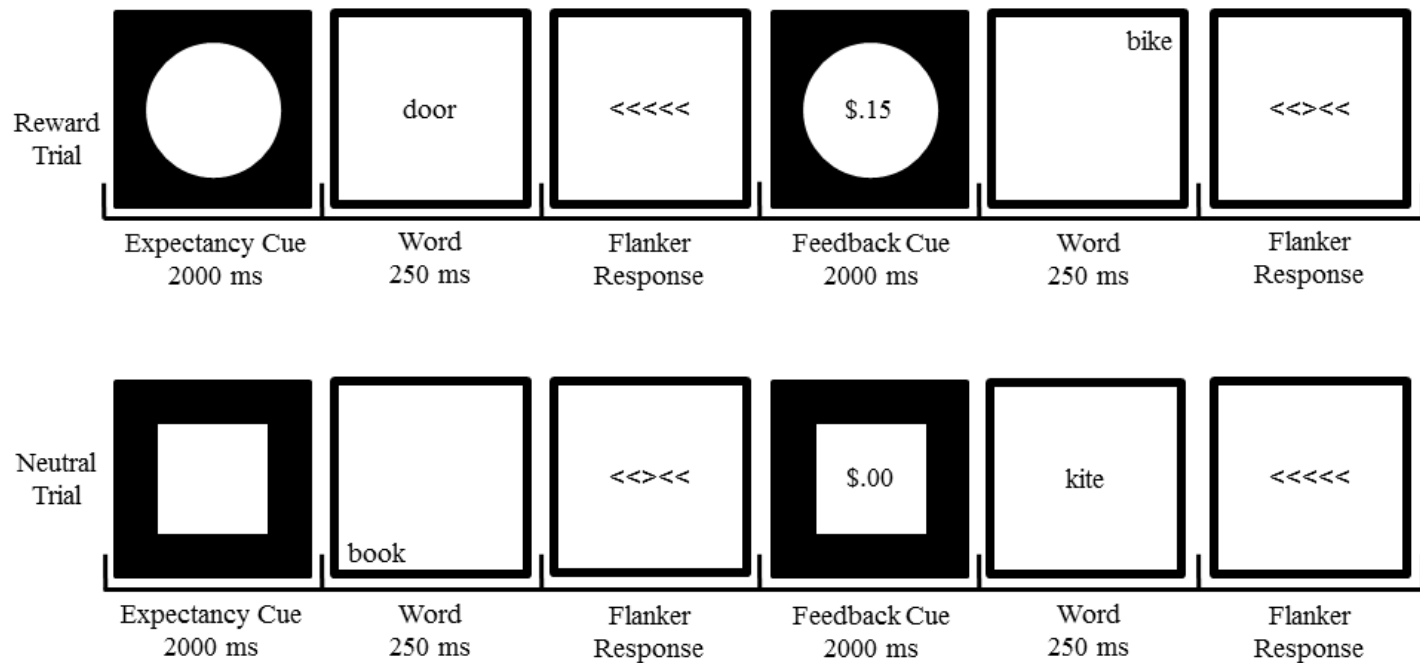 bike
Reward
Trial
door
<<<<<
$.15
<<><<
Expectancy Cue
2000 ms
Word
250 ms
Flanker
Response
Feedback Cue
2000 ms
Word
250 ms
Flanker
Response
Neutral
Trial
book
<<><<
$.00
kite
<<<<<
Expectancy Cue
2000 ms
Word
250 ms
Flanker
Response
Feedback Cue
2000 ms
Word
250 ms
Flanker
Response